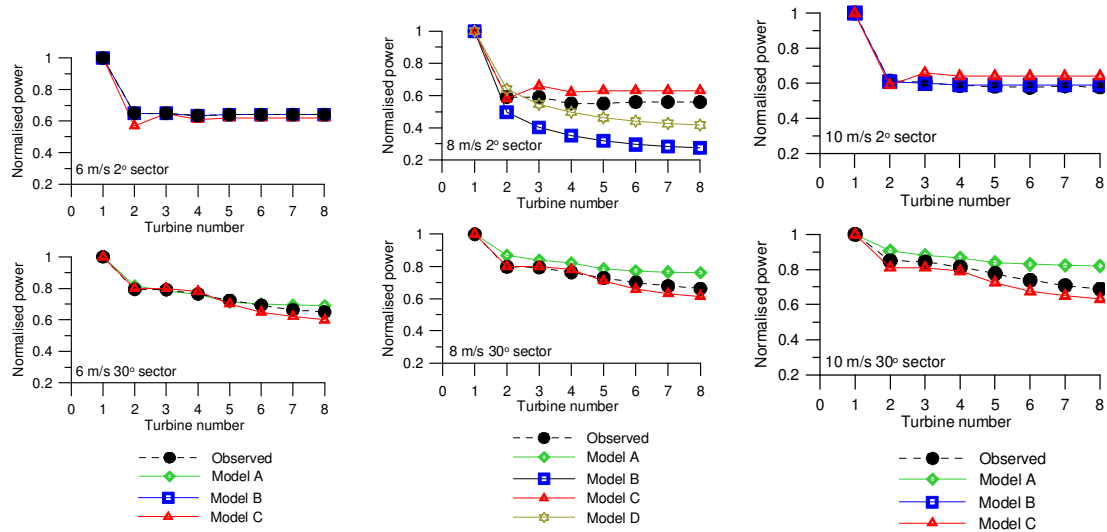 Normalised power
1
0.8
0.6
0.4
0.2
6 m/s 2° sector
0 1 2 3 4 5 6 7 8
Turbine number
Normalised power
1
0.8
0.6
0.4
0.2
8 m/s 2° sector
0 1 2 3 4 5 6 7 8
Turbine number
Normalised power
1
0.8
0.6
0.4
0.2
10 m/s 2° sector
0 1 2 3 4 5 6 7 8
Turbine number
Normalised power
1
0.8
0.6
0.4
0.2
6 m/s 30° sector
0 1 2 3 4 5 6 7 8
Turbine number
Normalised power
1
0.8
0.6
0.4
0.2
8 m/s 30° sector
0 1 2 3 4 5 6 7 8
Turbine number
Normalised power
1
0.8
0.6
0.4
0.2
10 m/s 30° sector
0 1 2 3 4 5 6 7 8
Turbine number
Observed
Model A
Model B
Model C
Observed
Model A
Model B
Model C
Model D
Observed
Model A
Model B
Model C